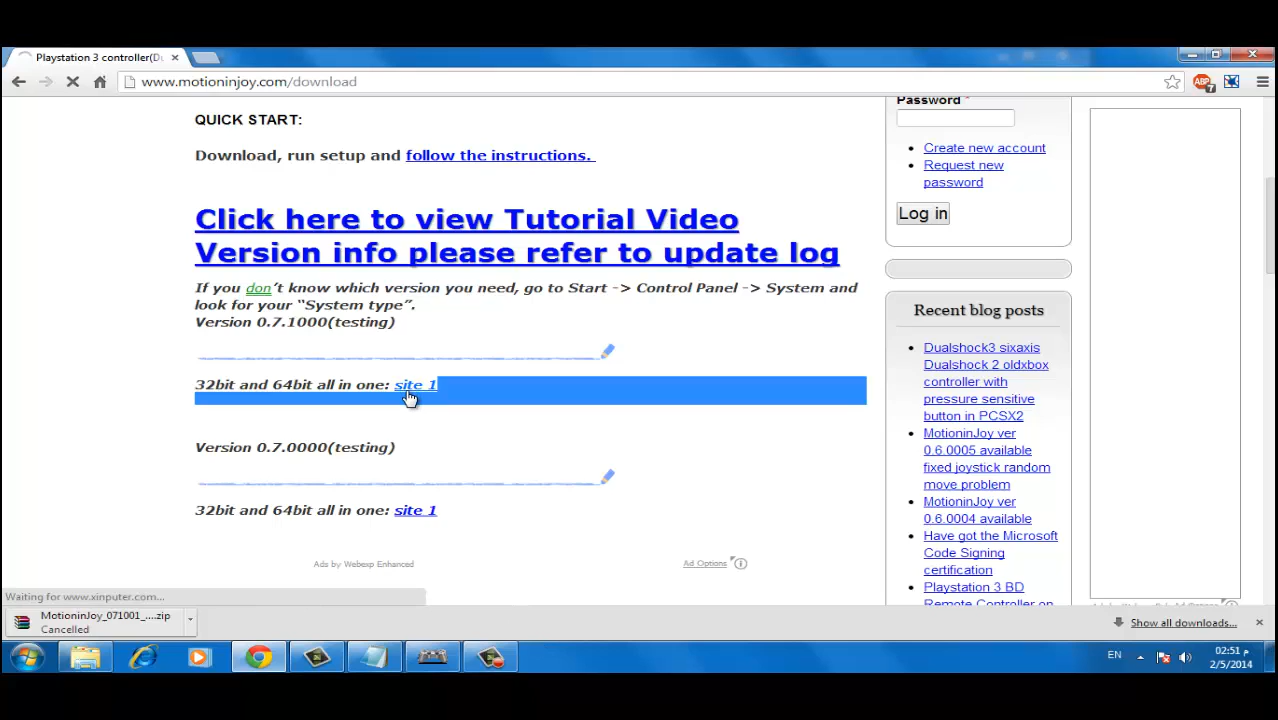 Playstation 3 controller(Du
www.motioninjoy.com/download
ABP
7
QUICK START:
Download, run setup and follow the instructions.
Click here to view Tutorial Video
Version info please refer to update log
If you don't know which version you need, go to Start -> Control Panel -> System and
look for your “System type”.
Version 0.7.1000(testing)
32bit and 64bit all in one: site 1
Version 0.7.0000(testing)
32bit and 64bit all in one: site 1
Ads by Webexp Enhanced
Ad Options
Password *
Create new account
Request new
password
Log in
Recent blog posts
Dualshock3 sixaxis
Dualshock 2 oldxbox
controller with
pressure sensitive
button in PCSX2
MotioninJoy ver
0.6.0005 available
fixed joystick random
move problem
MotioninJoy ver
0.6.0004 available
Have got the Microsoft
Code Signing
certification
Playstation 3 BD
Remote Controller on
Waiting for www.xinputer.com...
MotioninJoy_071001_....zip
Cancelled
Show all downloads...
EN
02:51 م
2/5/2014